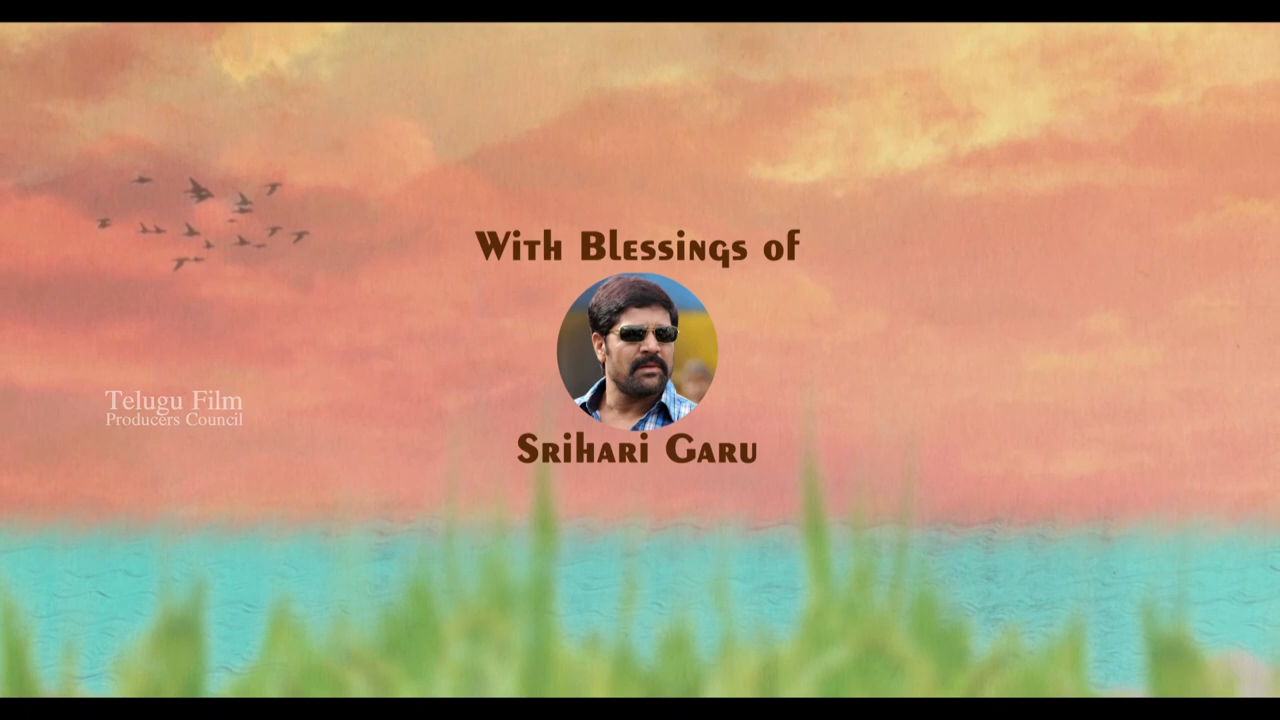 With Blessings of
Telugu Film
Producers Council
Srihari Garu